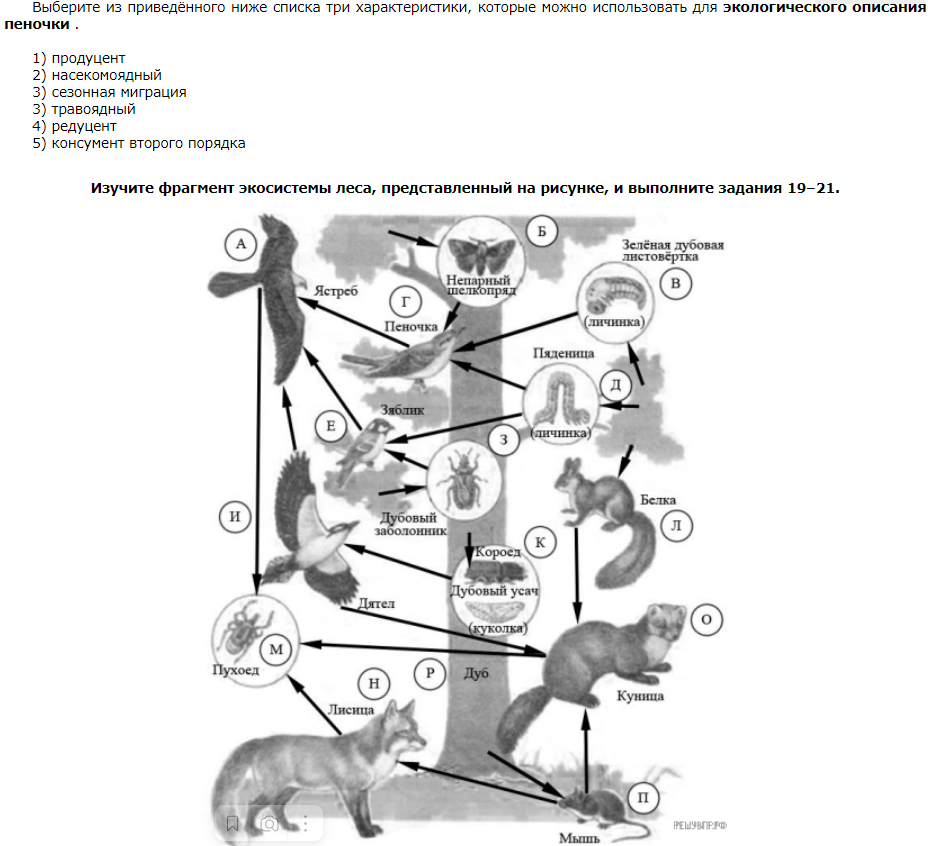 Выберите из приведённого ниже списка три характеристики, которые можно использовать для экологического описания
пеночки .
1) продуцент
2) насекомоядный
3) сезонная миграция
3) травоядный
4) редуцент
5) консумент второго порядка
Изучите фрагмент экосистемы леса, представленный на рисунке, и выполните задания 19–21.
А
Ястреб
Б
Непарный
шелкопряд
Зелёная дубовая
листовёртка
В
(личинка)
Г
Пеночка
Пяденица
Д
(личинка)
Зяблик
Е
З
Дубовый
заболонник
Белка
Л
И
Дятел
К
Короед
Дубовый усач
(куколка)
О
Куница
Пухоед
М
Н
Лисица
Р
Дуб
П
Мышь
РЕШУВПР.РФ